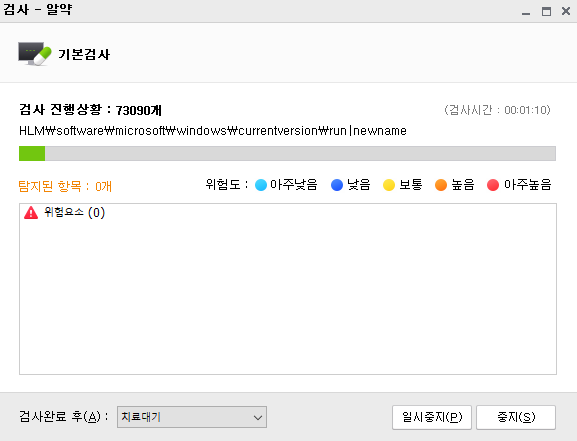 검사 - 알약
기본검사
검사 진행상황 : 73090개 (검사시간 : 00:01:10)
HLM₩software₩microsoft₩windows₩currentversion₩run|newname
탐지된 항목 : 0개 위험도 : 아주낮음 낮음 보통 높음 아주높음
위험요소 (0)
검사완료 후(A) : 치료대기 일시중지(P) 중지(S)